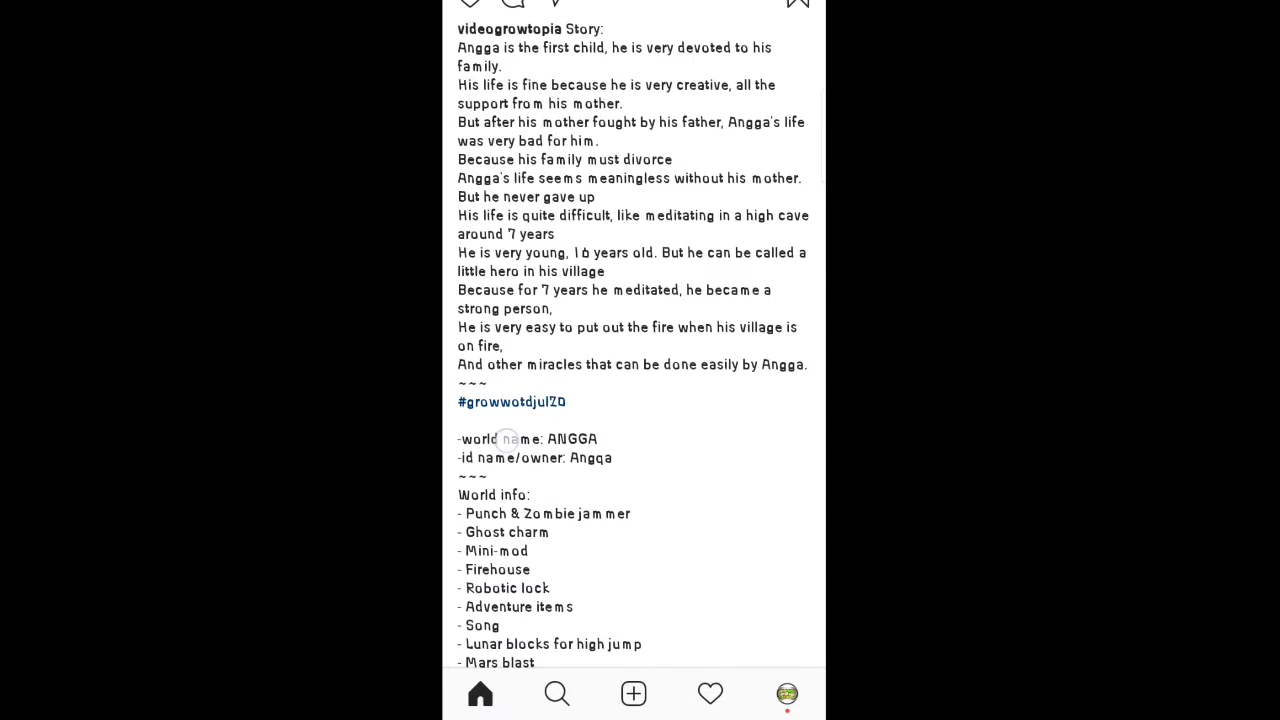 videogrowtopia Story:
Angga is the first child, he is very devoted to his
family.
His life is fine because he is very creative, all the
support from his mother.
But after his mother fought by his father, Angga's life
was very bad for him.
Because his family must divorce
Angga's life seems meaningless without his mother.
But he never gave up
His life is quite difficult, like meditating in a high cave
around 7 years
He is very young, 16 years old. But he can be called a
little hero in his village
Because for 7 years he meditated, he became a
strong person,
He is very easy to put out the fire when his village is
on fire,
And other miracles that can be done easily by Angga.
~~~
#growwotdjul20
-world name: ANGGA
-id name/owner: Angqa
~~~
World info:
- Punch & Zombie jammer
- Ghost charm
- Mini-mod
- Firehouse
- Robotic lock
- Adventure items
- Song
- Lunar blocks for high jump
- Mars blast